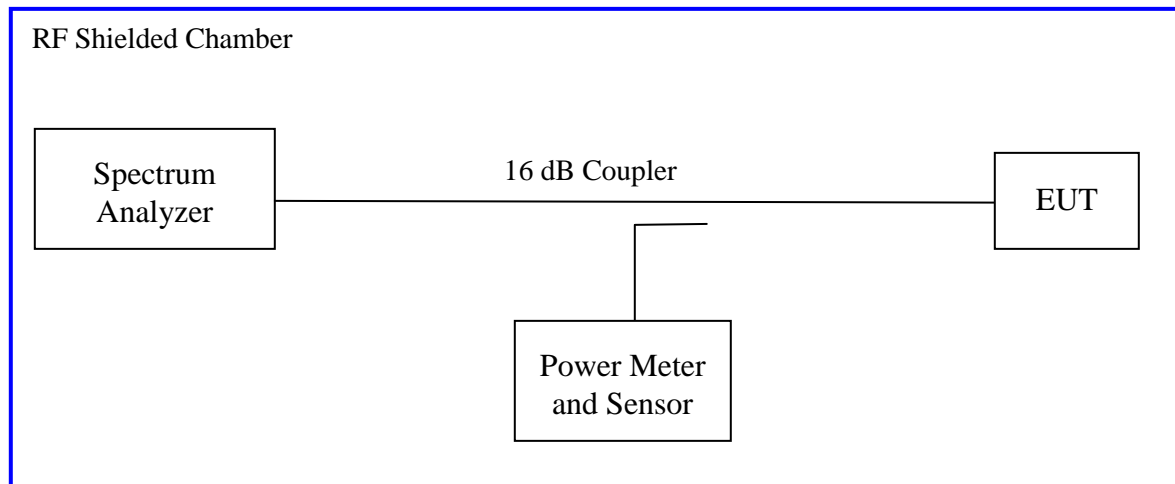 RF Shielded Chamber
Spectrum
Analyzer
16 dB Coupler
EUT
Power Meter
and Sensor